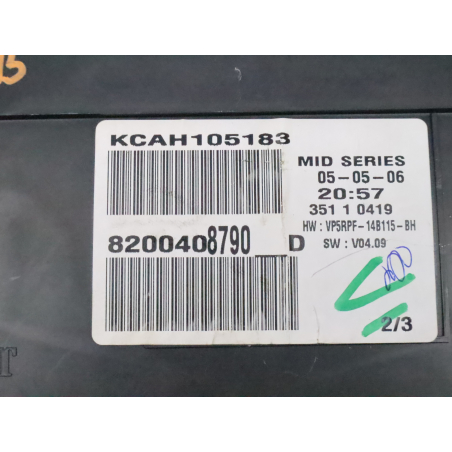 KCAH105183
MID SERIES
05-05-06
20:57
351 1 0419
HW : VP5RPF-14B115-BH
SW : V04.09
8200408790__D
2/3